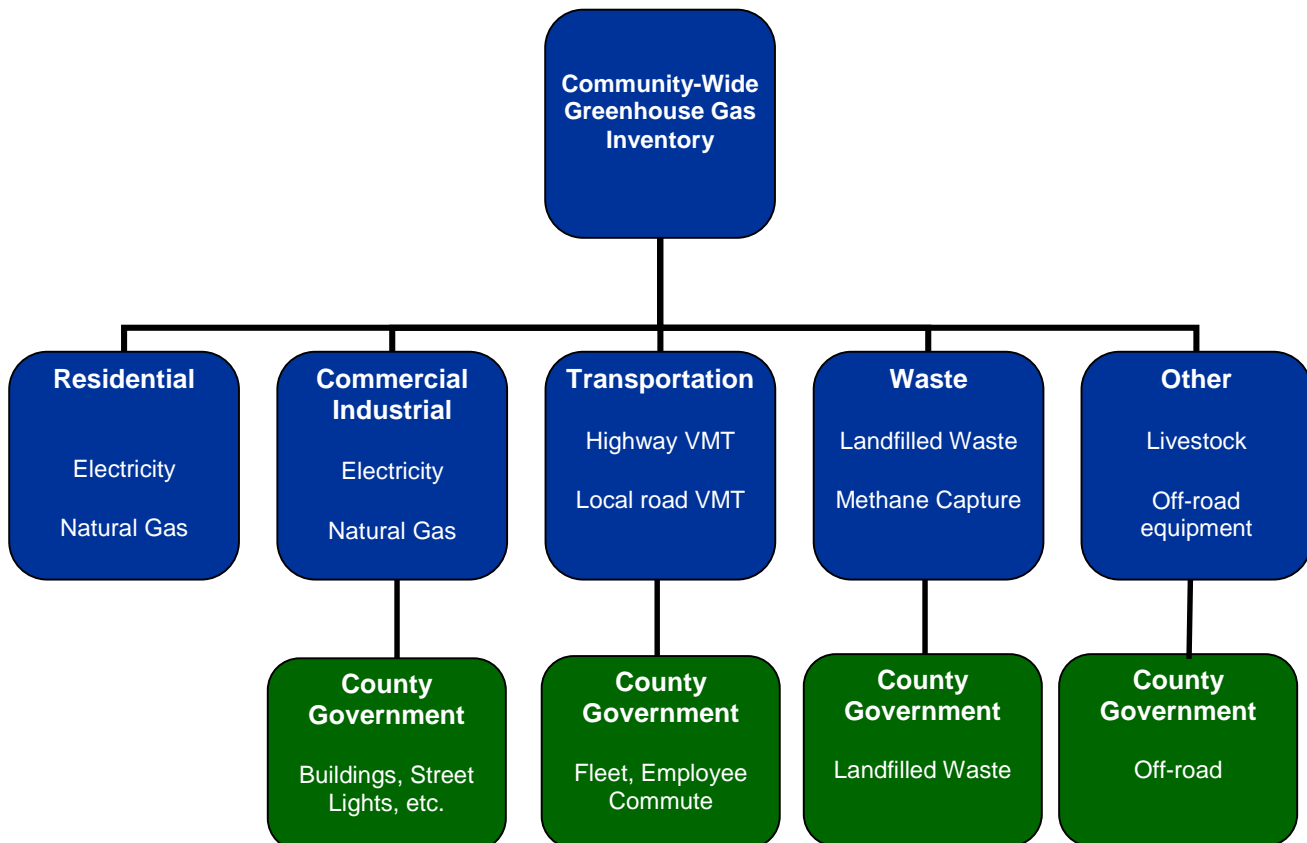 Community-Wide
Greenhouse Gas
Inventory
Residential
Electricity
Natural Gas
Commercial
Industrial
Electricity
Natural Gas
Transportation
Highway VMT
Local road VMT
Waste
Landfilled Waste
Methane Capture
Other
Livestock
Off-road
equipment
County
Government
Buildings, Street
Lights, etc.
County
Government
Fleet, Employee
Commute
County
Government
Landfilled Waste
County
Government
Off-road